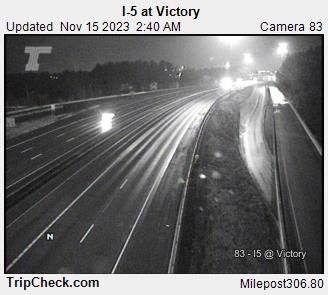 I-5 at Victory
Updated Nov 15 2023 2:40 AM Camera 83
T
N
83 - I5 @ Victory
TripCheck.com Milepost306.80